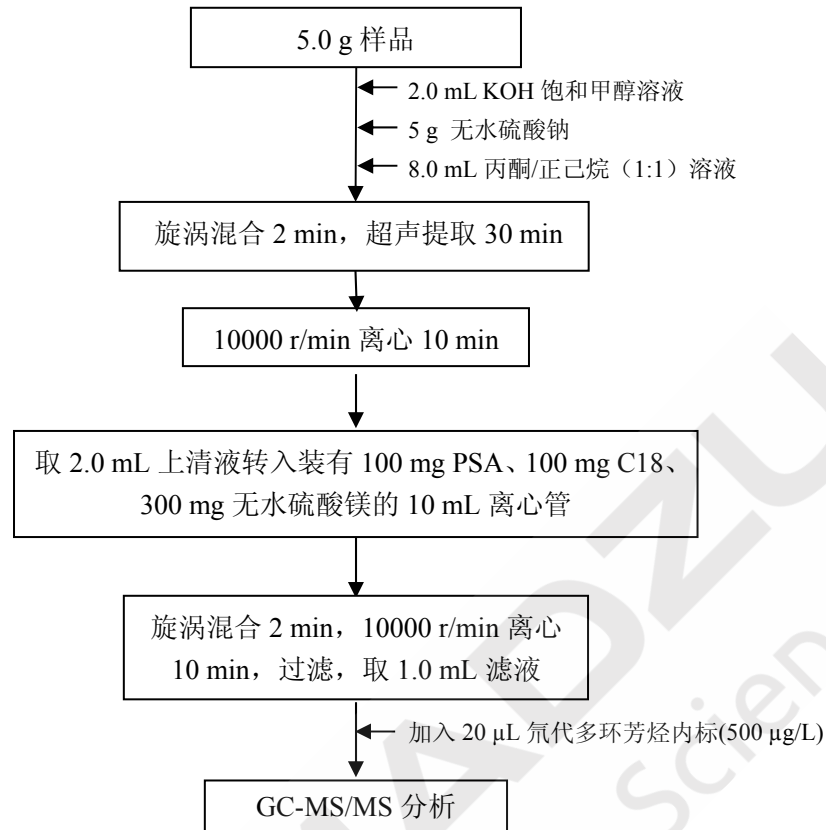 5.0 g 样品
2.0 mL KOH 饱和甲醇溶液
5 g 无水硫酸钠
8.0 mL 丙酮/正己烷（1:1）溶液
旋涡混合 2 min，超声提取 30 min
10000 r/min 离心 10 min
取 2.0 mL 上清液转入装有 100 mg PSA、100 mg C18、
300 mg 无水硫酸镁的 10 mL 离心管
旋涡混合 2 min，10000 r/min 离心
10 min，过滤，取 1.0 mL 滤液
加入 20 μL 氘代多环芳烃内标(500 μg/L)
GC-MS/MS 分析
ADZU
Scien